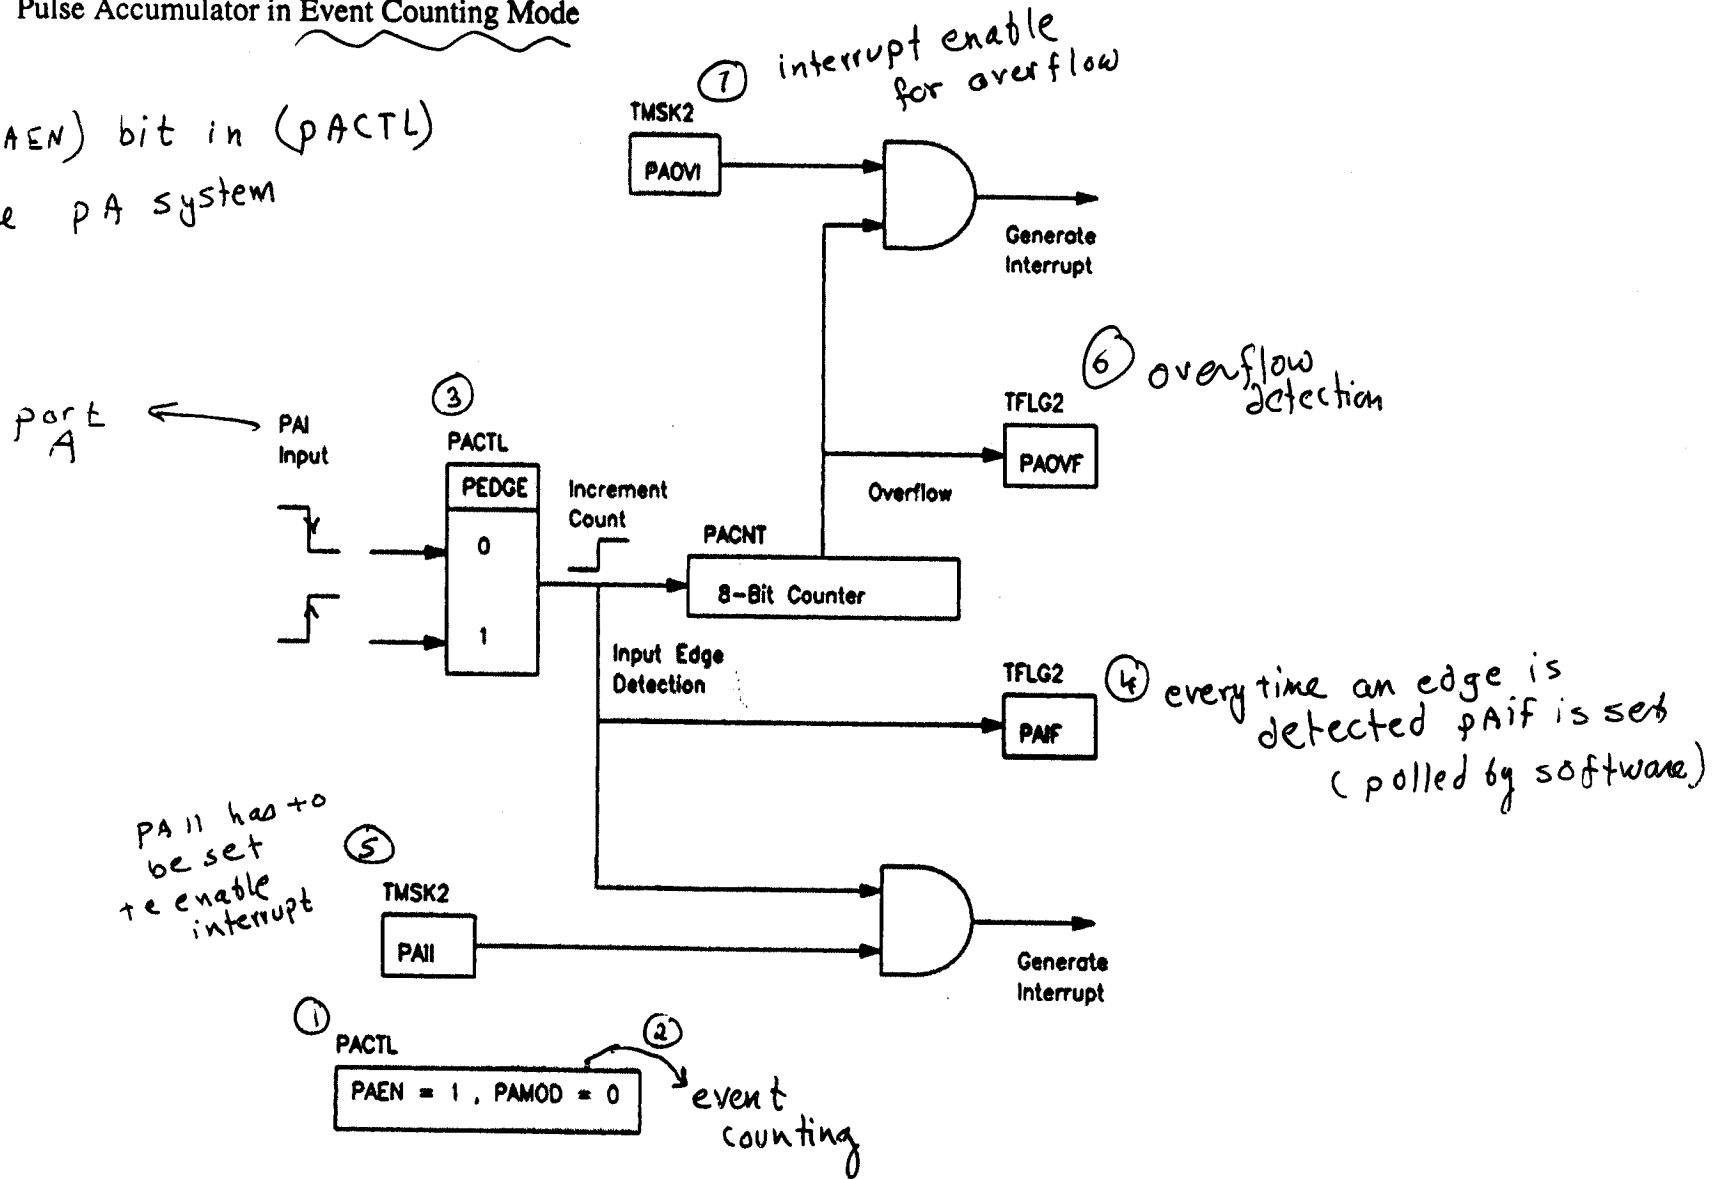 Pulse Accumulator in Event Counting Mode
AEN) bit in (PACTL)
PA system
7
interrupt enable
for overflow
TMSK2
PAOVI
Generate
Interrupt
6
overflow
detection
TFLG2
PAOVF
Overflow
port
A
PAI
Input
3
PACTL
PEDGE
0
1
Increment
Count
PACNT
8-Bit Counter
Input Edge
Detection
TFLG2
PAIF
4
every time an edge is
detected pAif is set
(polled by software)
PAII has to
be set
to enable
interrupt
5
TMSK2
PAII
Generate
Interrupt
1
PACTL
PAEN = 1, PAMOD = 0
2
event
counting